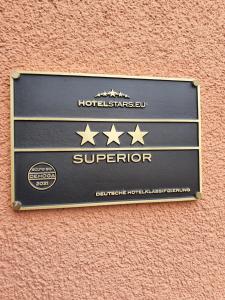 HOTELSTARS.EU
SUPERIOR
DEHOGA
2021
DEUTSCHE HOTELKLASSIFIZIERUNG